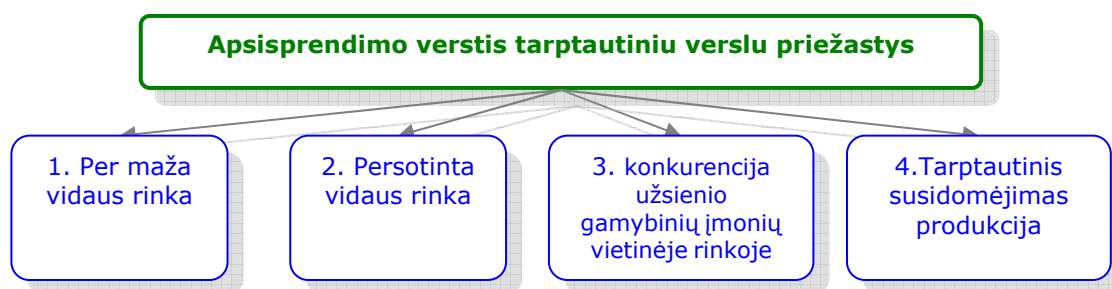 Apsisprendimo verstis tarptautiniu verslu priežastys
1. Per maža
vidaus rinka
2. Persotinta
vidaus rinka
3. konkurencija
užsienio
gamybinių įmonių
vietinėje rinkoje
4.Tarptautinis
susidomėjimas
produkcija